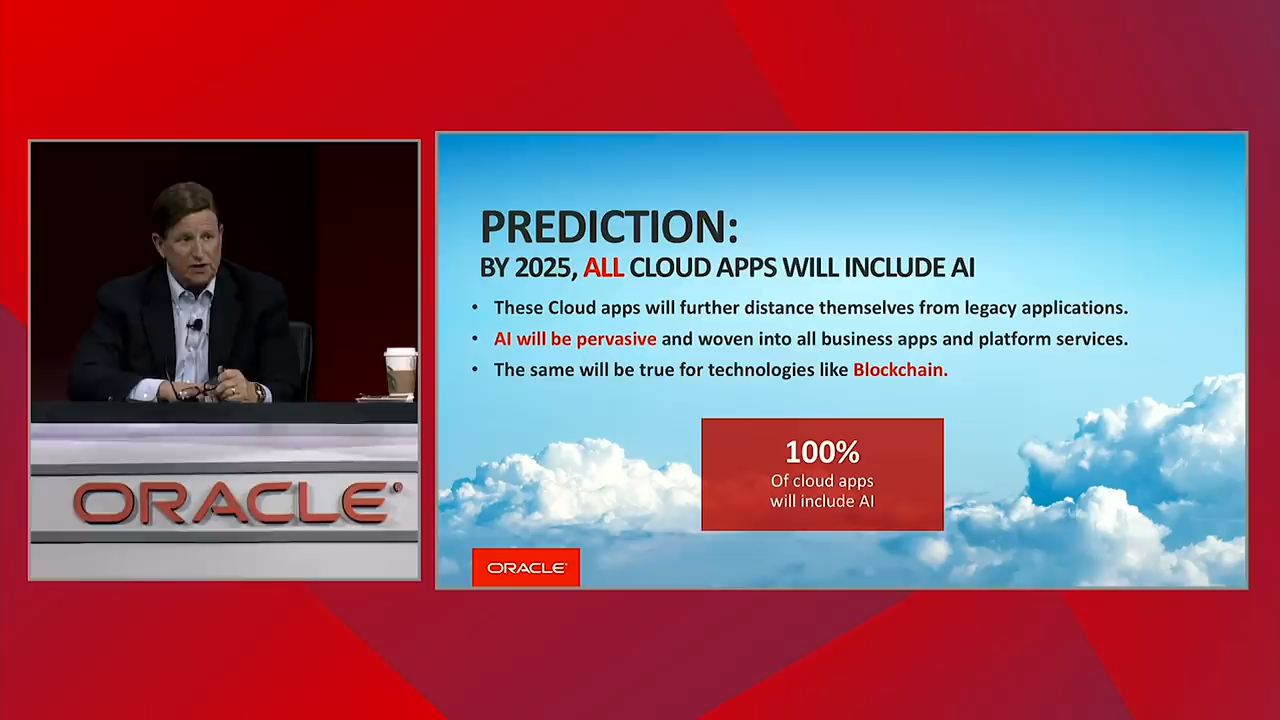 ORACLE
PREDICTION:
BY 2025, ALL CLOUD APPS WILL INCLUDE AI
• These Cloud apps will further distance themselves from legacy applications.
• AI will be pervasive and woven into all business apps and platform services.
• The same will be true for technologies like Blockchain.
100%
Of cloud apps
will include AI
ORACLE